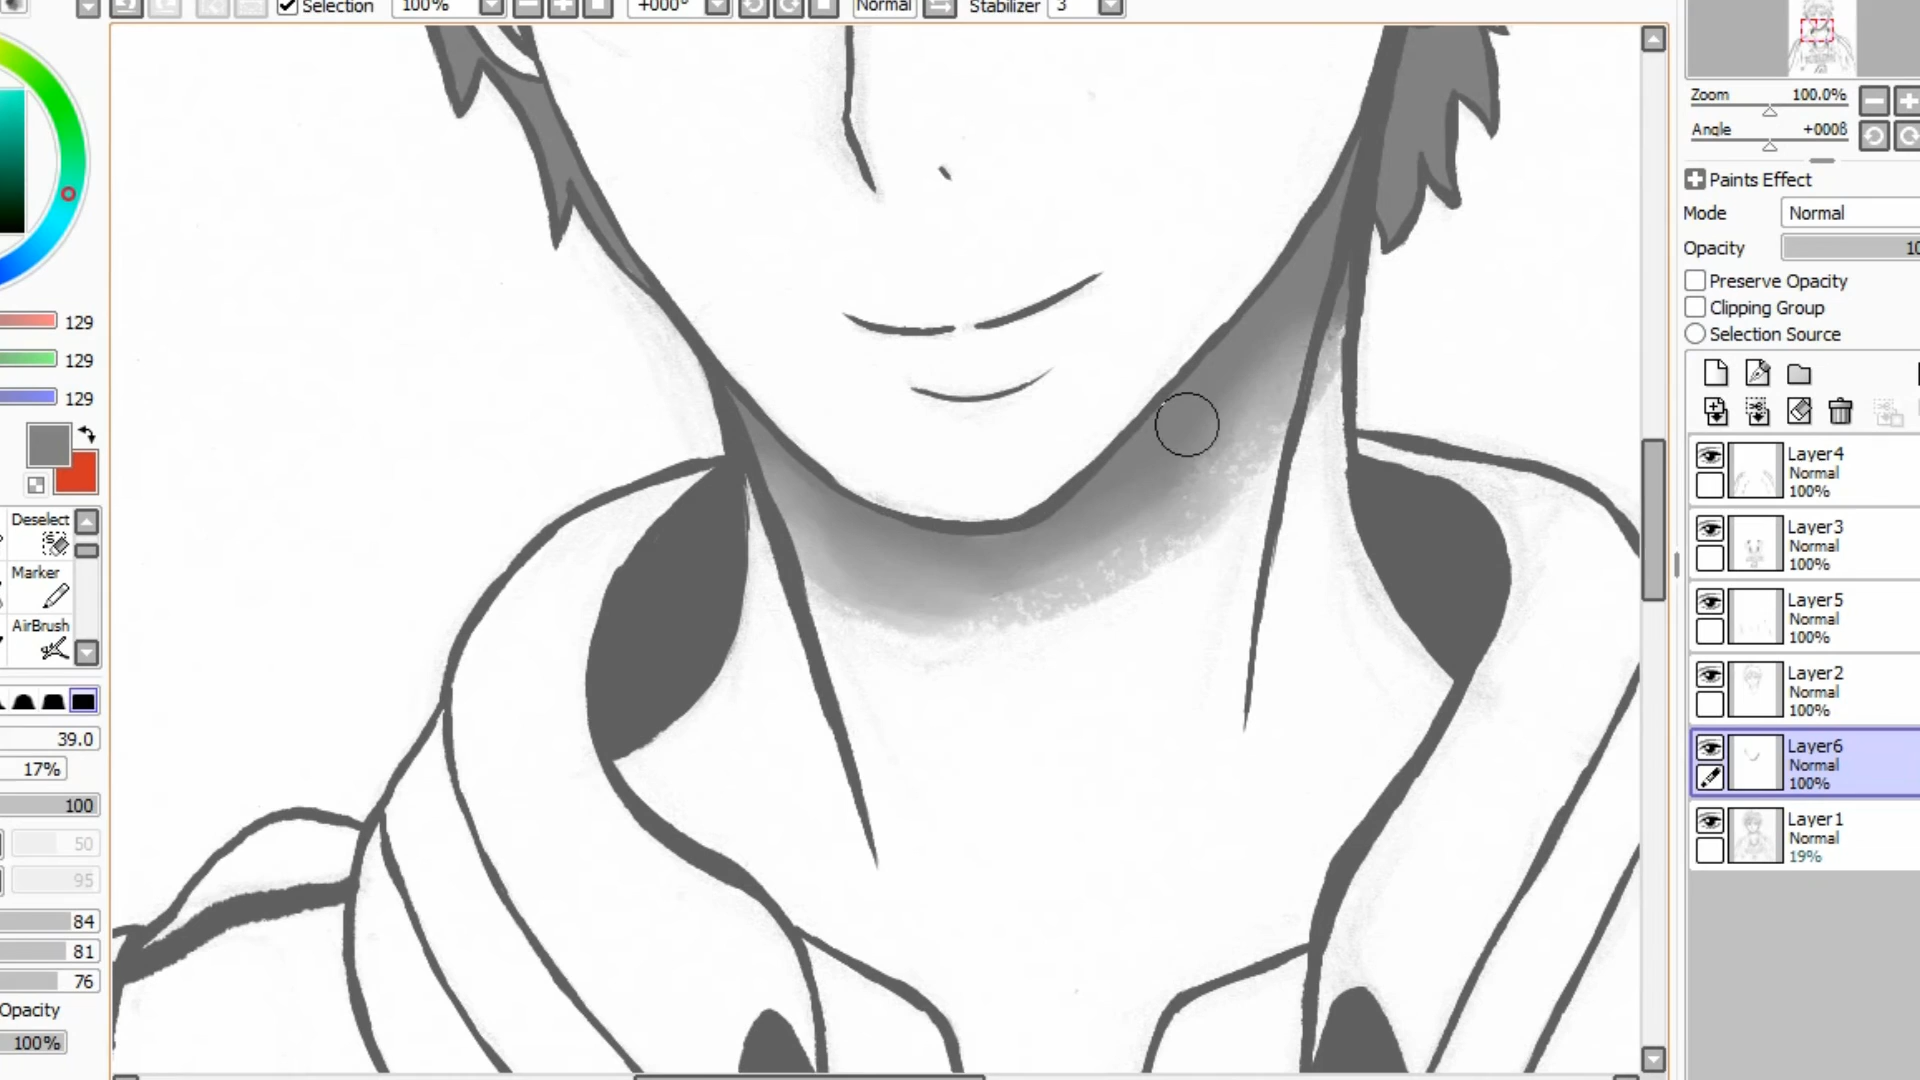 Selection 100% +000° Normal Stabilizer 3
Zoom 100.0%
Angle +000ß
Paints Effect
Mode Normal
Opacity 10
Preserve Opacity
Clipping Group
Selection Source
Layer4
Normal
100%
Layer3
Normal
100%
Layer5
Normal
100%
Layer2
Normal
100%
Layer6
Normal
100%
Layer1
Normal
19%
129
129
129
Deselect
Marker
AirBrush
39.0
17%
100
50
95
84
81
76
Opacity
100%